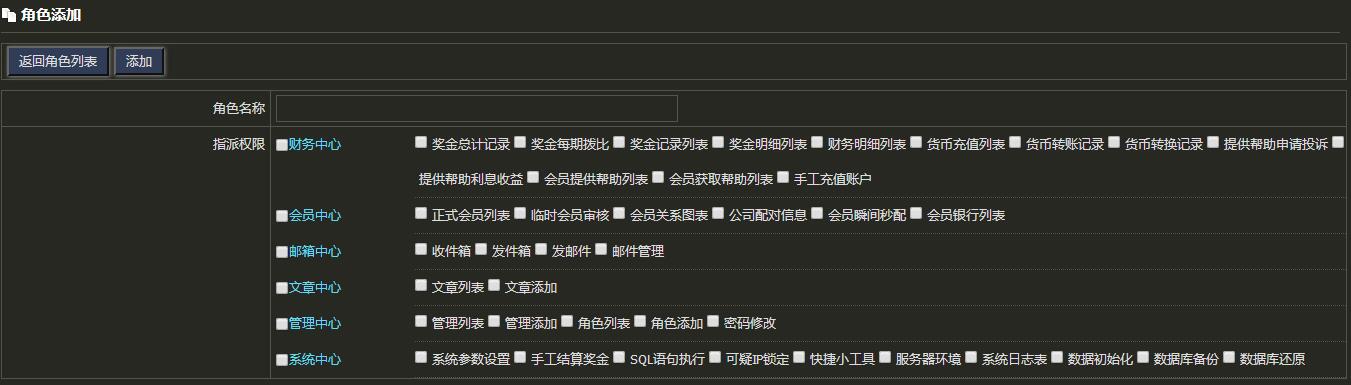 角色添加
返回角色列表 添加
角色名称
指派权限 财务中心 奖金总计记录 奖金每期拨比 奖金记录列表 奖金明细列表 财务明细列表 货币充值列表 货币转账记录 货币转换记录 提供帮助申请投诉
提供帮助利息收益 会员提供帮助列表 会员获取帮助列表 手工充值账户
会员中心 正式会员列表 临时会员审核 会员关系图表 公司配对信息 会员瞬间秒配 会员银行列表
邮箱中心 收件箱 发件箱 发邮件 邮件管理
文章中心 文章列表 文章添加
管理中心 管理列表 管理添加 角色列表 角色添加 密码修改
系统中心 系统参数设置 手工结算奖金 SQL语句执行 可疑IP锁定 快捷小工具 服务器环境 系统日志表 数据初始化 数据库备份 数据库还原